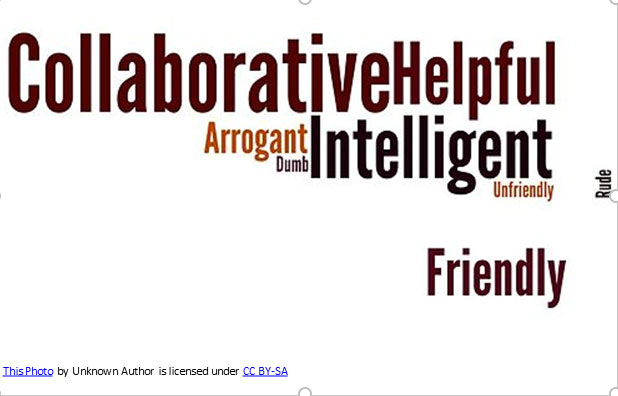 Collaborative Helpful
Arrogant Intelligent
Dumb
Unfriendly
Rude
Friendly
This Photo by Unknown Author is licensed under CC BY-SA